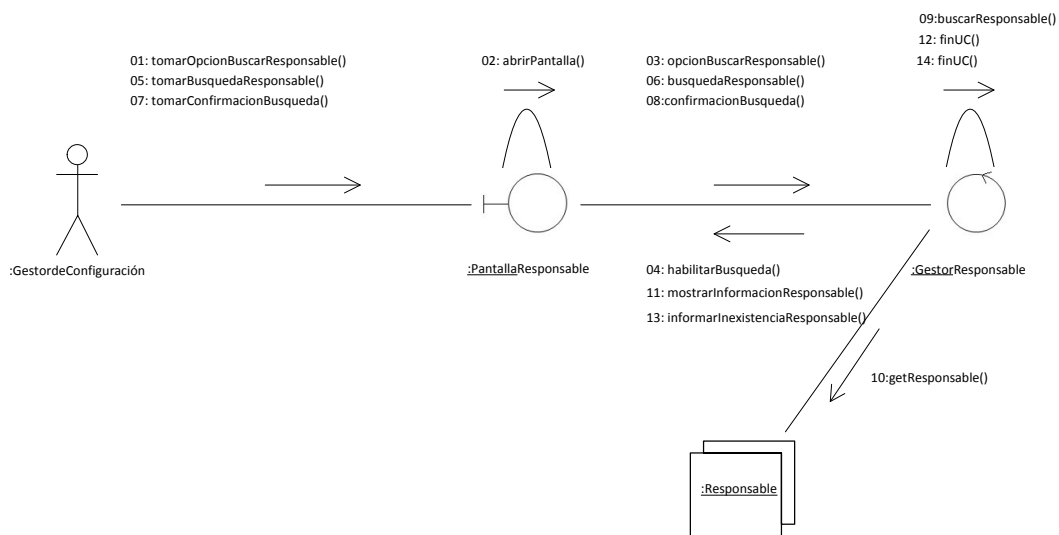 09:buscarResponsable()
12: finUC()
14: finUC()
01: tomarOpcionBuscarResponsable()
05: tomarBusquedaResponsable()
07: tomarConfirmacionBusqueda()
02: abrirPantalla()
03: opcionBuscarResponsable()
06: busquedaResponsable()
08:confirmacionBusqueda()
:GestordeConfiguración
:PantallaResponsable
04: habilitarBusqueda()
11: mostrarInformacionResponsable()
13: informarInexistenciaResponsable()
:GestorResponsable
10:getResponsable()
:Responsable